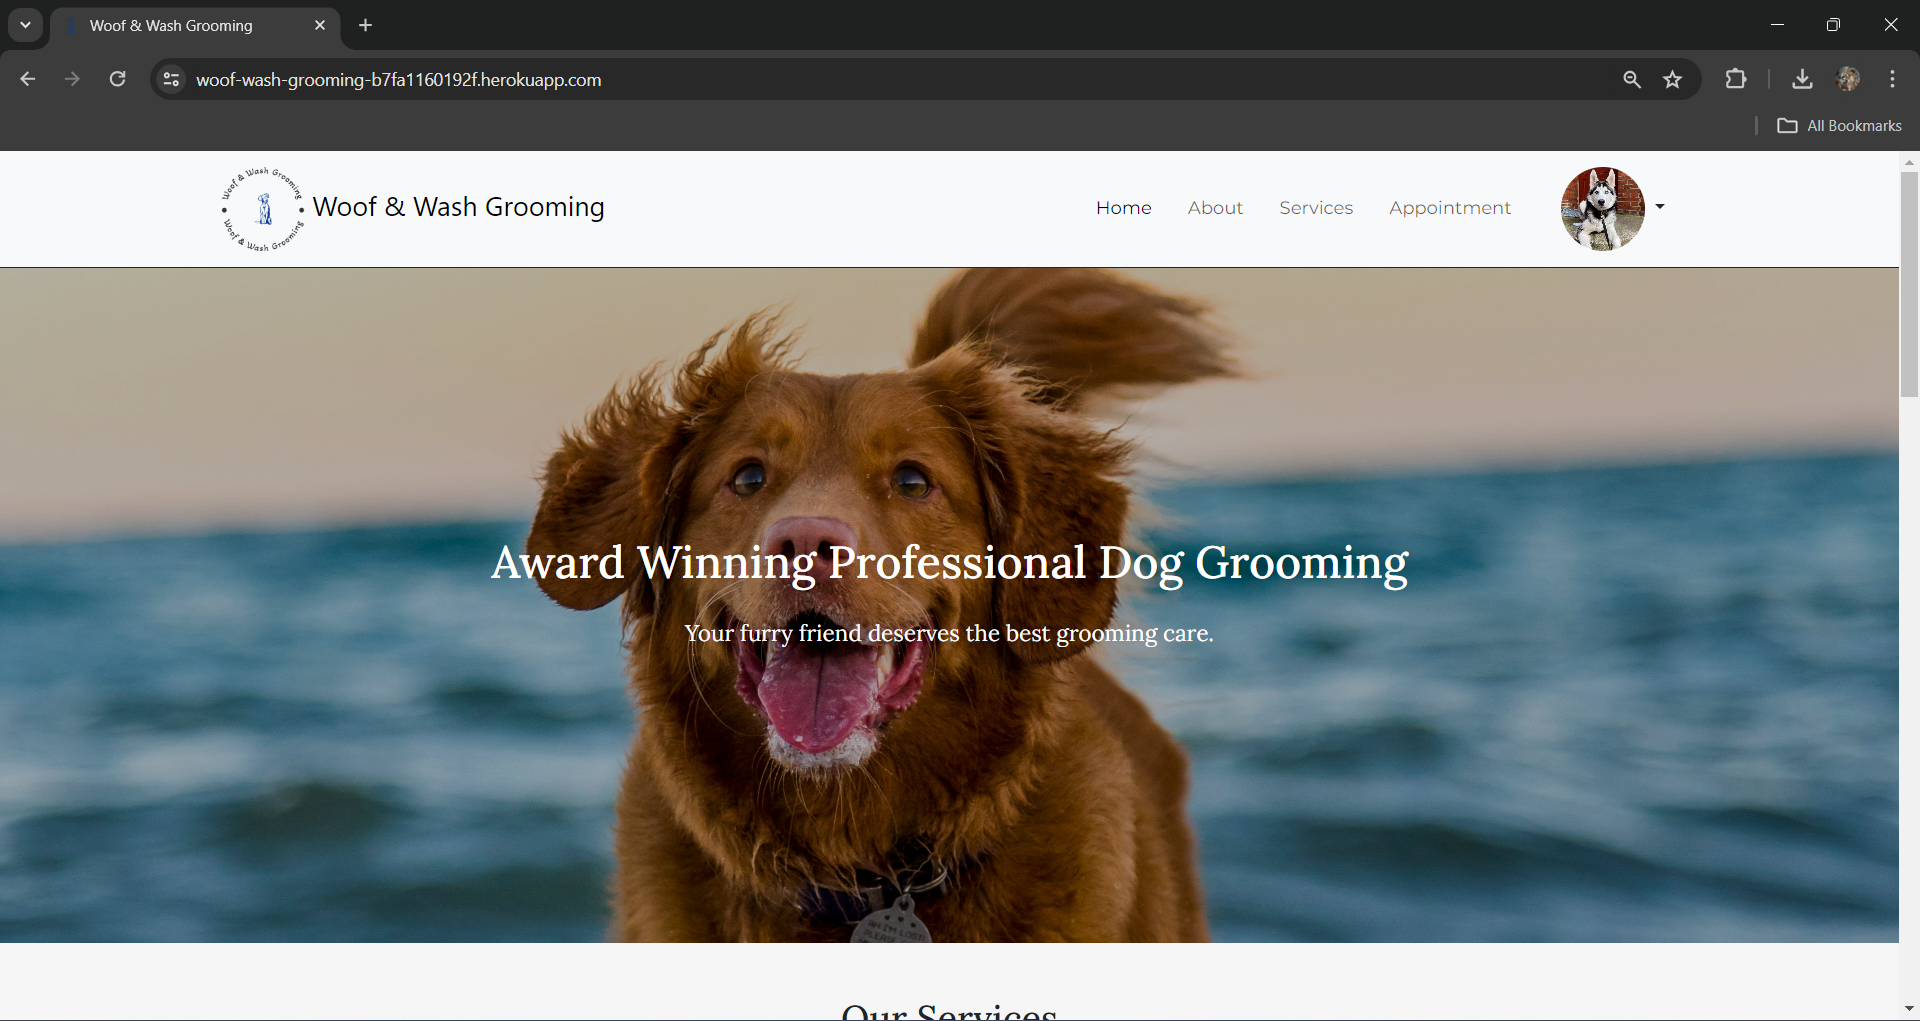 Woof & Wash Grooming
woof-wash-grooming-b7fa1160192f.herokuapp.com
All Bookmarks
Woof & Wash Grooming
Woof & Wash Grooming
Woof & Wash Grooming
Home
About
Services
Appointment
Award Winning Professional Dog Grooming
Your furry friend deserves the best grooming care.
I'M LOST!
PLEASE
Our Services